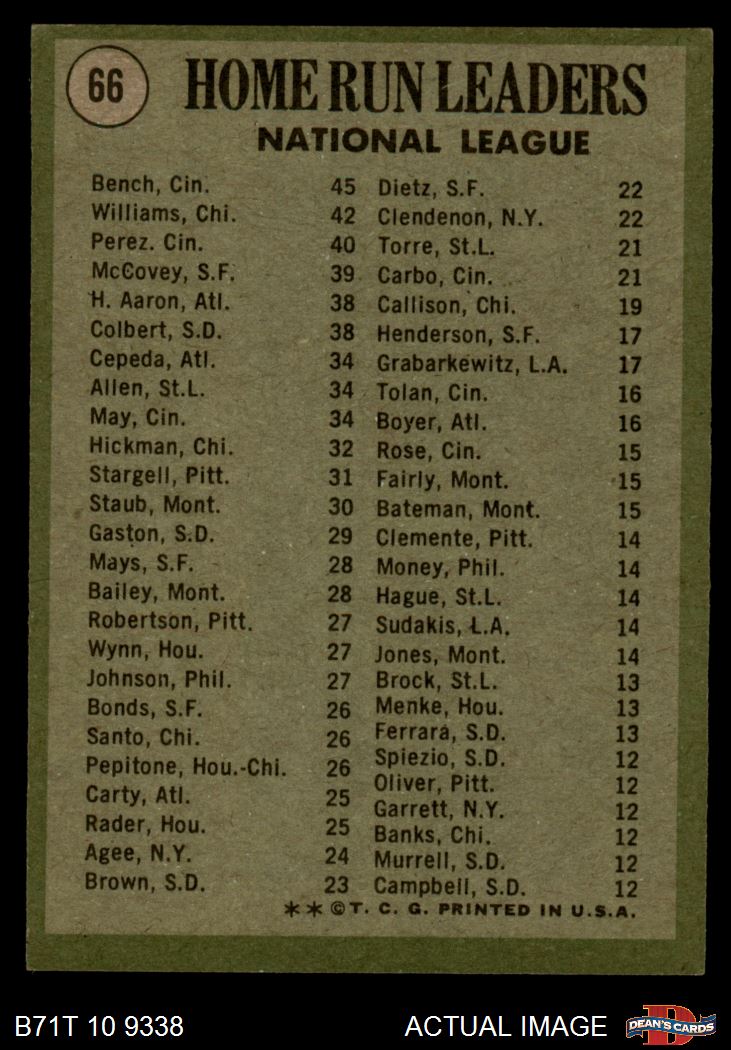 66
HOME RUN LEADERS
NATIONAL LEAGUE
Bench, Cin. 45
Williams, Chi. 42
Perez. Cin. 40
McCovey, S.F. 39
H. Aaron, Atl. 38
Colbert, S.D. 38
Cepeda, Atl. 34
Allen, St.L. 34
May, Cin. 34
Hickman, Chi. 32
Stargell, Pitt. 31
Staub, Mont. 30
Gaston, S.D. 29
Mays, S.F. 28
Bailey, Mont. 28
Robertson, Pitt. 27
Wynn, Hou. 27
Johnson, Phil. 27
Bonds, S.F. 26
Santo, Chi. 26
Pepitone, Hou.-Chi. 26
Carty, Atl. 25
Rader, Hou. 25
Agee, N.Y. 24
Brown, S.D. 23
Dietz, S.F. 22
Clendenon, N.Y. 22
Torre, St.L. 21
Carbo, Cin. 21
Callison, Chi. 19
Henderson, S.F. 17
Grabarkewitz, L.A. 17
Tolan, Cin. 16
Boyer, Atl. 16
Rose, Cin. 15
Fairly, Mont. 15
Bateman, Mont. 15
Clemente, Pitt. 14
Money, Phil. 14
Hague, St.L. 14
Sudakis, L.A. 14
Jones, Mont. 14
Brock, St.L. 13
Menke, Hou. 13
Ferrara, S.D. 13
Spiezio, S.D. 12
Oliver, Pitt. 12
Garrett, N.Y. 12
Banks, Chi. 12
Murrell, S.D. 12
Campbell, S.D. 12
**©T. C. G. PRINTED IN U.S.A.
B71T 10 9338
ACTUAL IMAGE
D
DEAN'S CARDS